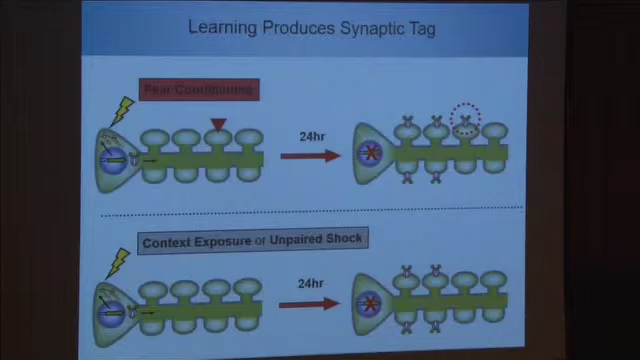 Learning Produces Synaptic Tag
Fear Conditioning
24hr
Context Exposure or Unpaired Shock
24hr